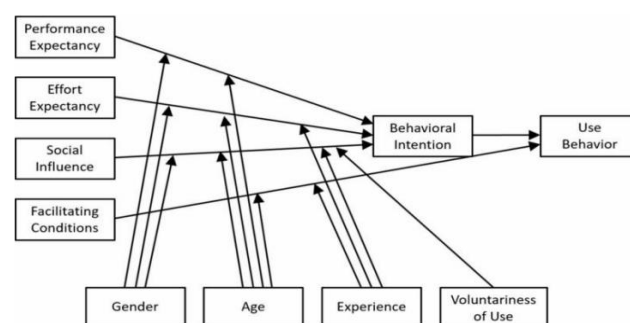 Performance
Expectancy
Effort
Expectancy
Social
Influence
Facilitating
Conditions
Behavioral
Intention
Use
Behavior
Gender
Age
Experience
Voluntariness
of Use